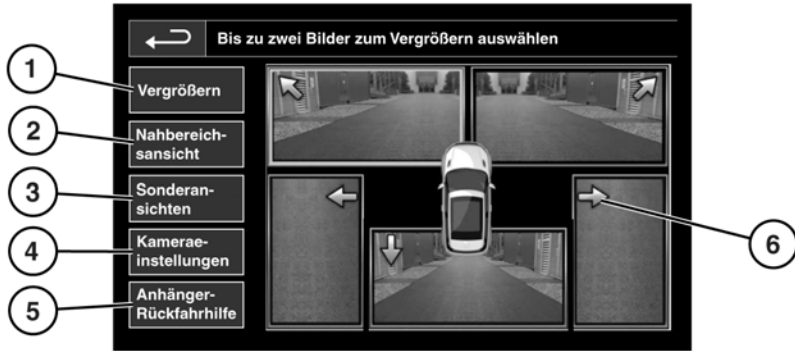 Bis zu zwei Bilder zum Vergrößern auswählen
1
Vergrößern
2
Nahbereich-
sansicht
3
Sonderan-
sichten
4
Kamerae-
instellungen
5
Anhänger-
Rückfahrhilfe
6